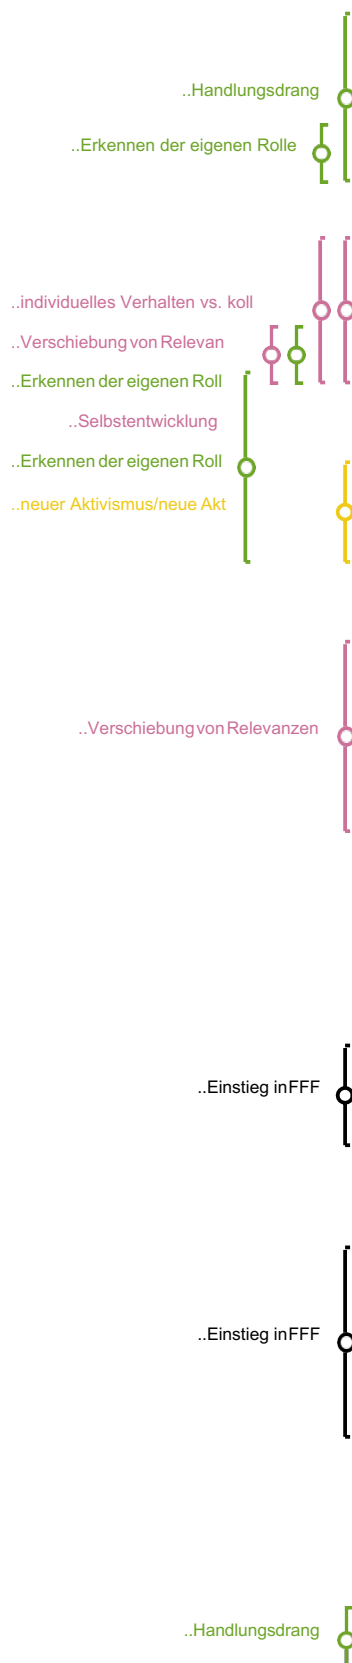 ..Handlungsdrang
..Erkennen der eigenen Rolle
..individuelles Verhalten vs. koll
..Verschiebung von Relevan
..Erkennen der eigenen Roll
..Selbstentwicklung
..Erkennen der eigenen Roll
..neuer Aktivismus/neue Akt
..Verschiebung von Relevanzen
..Einstieg in FFF
..Einstieg in FFF
..Handlungsdrang